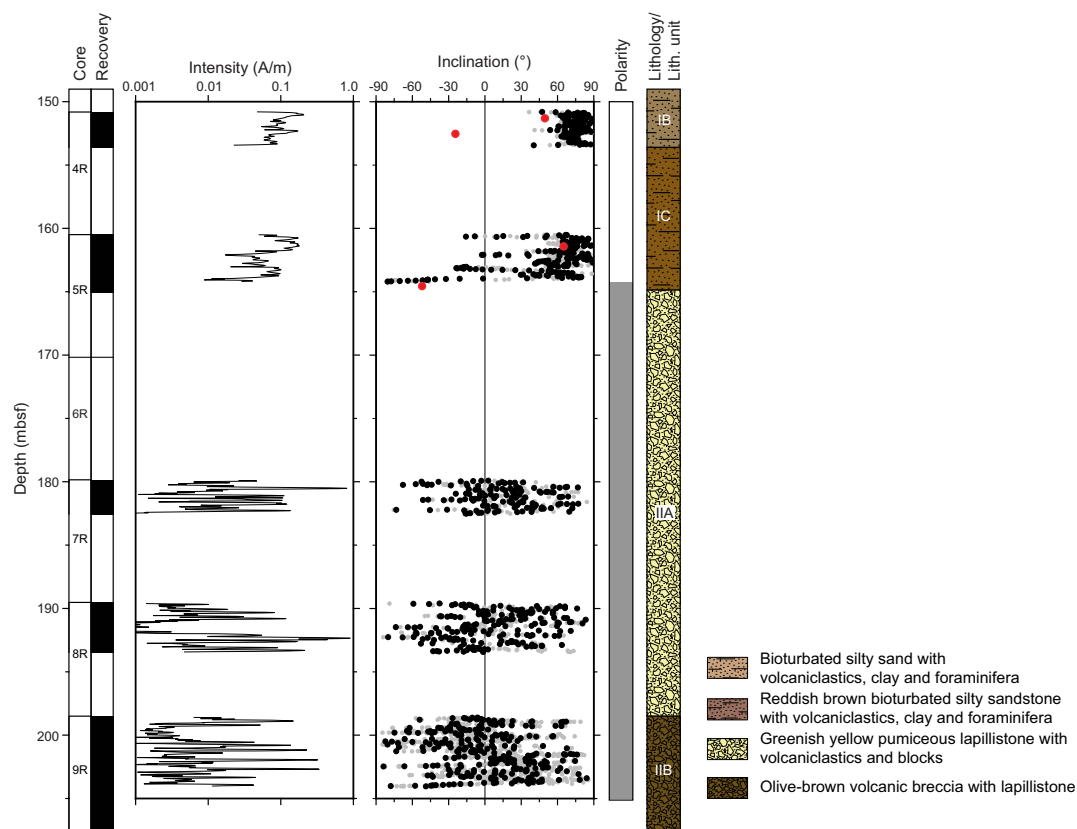 Core
Recovery
Intensity (A/m)
0.001 0.01 0.1 1.0
Inclination (°)
-90 -60 -30 0 30 60 90
Polarity
Lithology/
Lith. unit
Depth (mbsf)
150
160
170
180
190
200
4R
5R
6R
7R
8R
9R
IB
IC
IIA
IIB
Bioturbated silty sand with
volcaniclastics, clay and foraminifera
Reddish brown bioturbated silty sandstone
with volcaniclastics, clay and foraminifera
Greenish yellow pumiceous lapillistone with
volcaniclastics and blocks
Olive-brown volcanic breccia with lapillistone